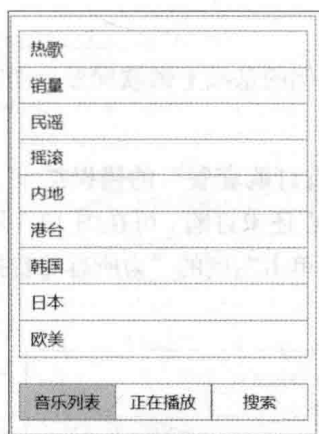 热歌
销量
民谣
摇滚
内地
港台
韩国
日本
欧美
音乐列表 正在播放 搜索